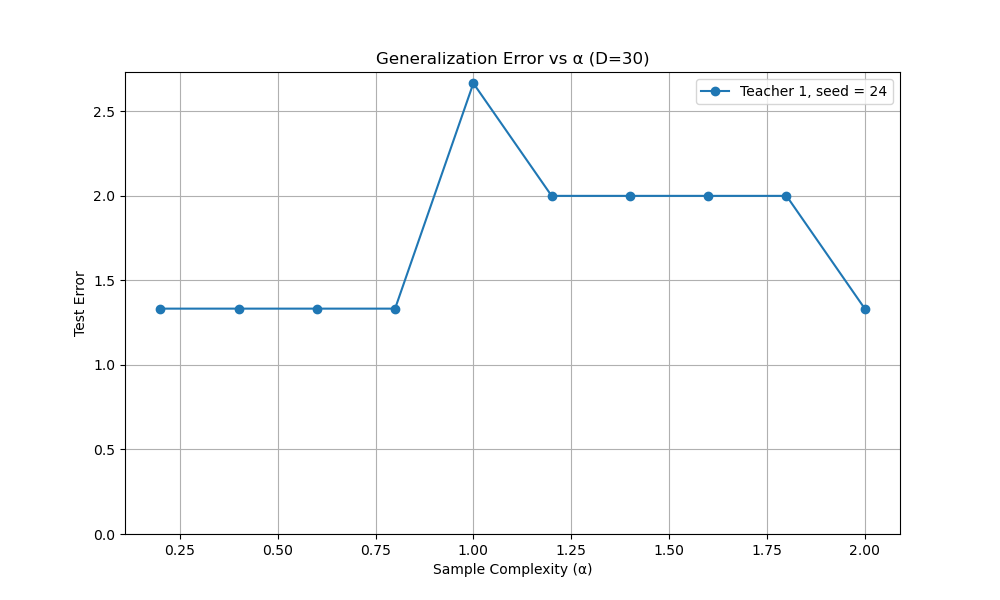 Generalization Error vs α (D=30)
Teacher 1, seed = 24
Test Error
2.5
2.0
1.5
1.0
0.5
0.0
0.25 0.50 0.75 1.00 1.25 1.50 1.75 2.00
Sample Complexity (α)